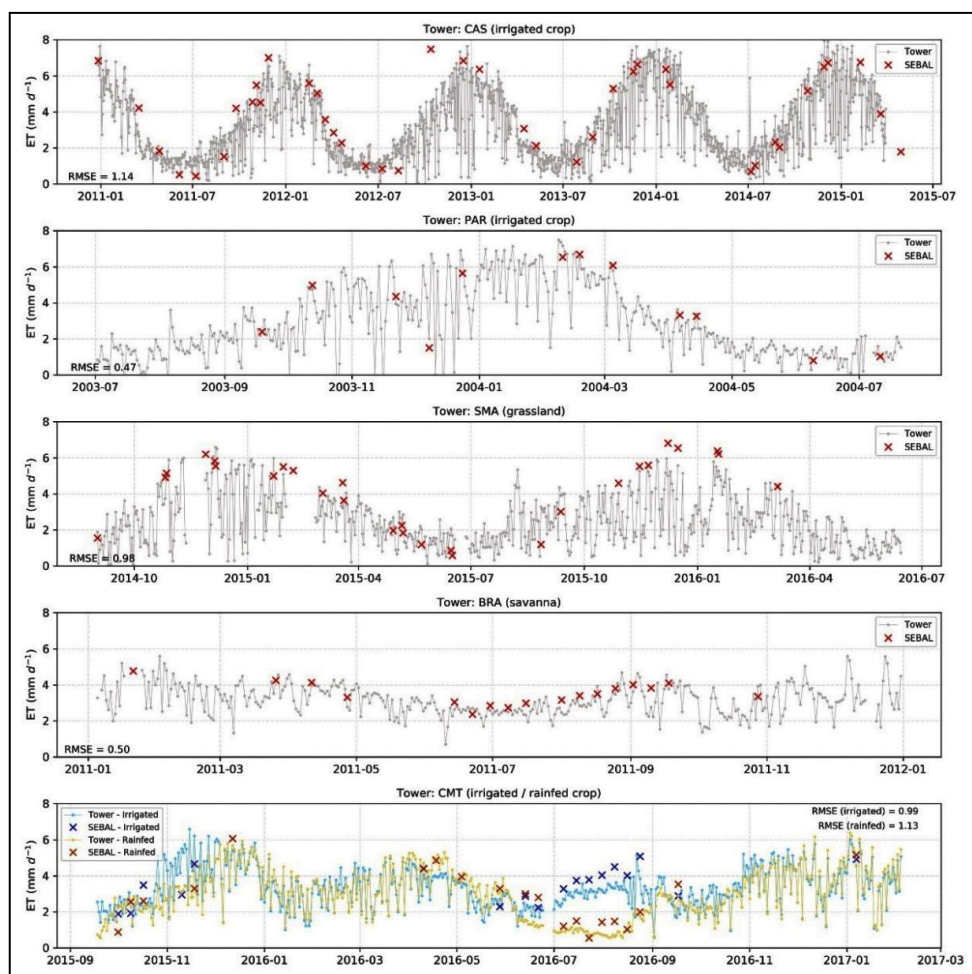 Tower: CAS (irrigated crop)
8
6
4
2
0
ET (mm d⁻¹)
Tower
SEBAL
RMSE = 1.14
2011-01 2011-07 2012-01 2012-07 2013-01 2013-07 2014-01 2014-07 2015-01 2015-07
Tower: PAR (irrigated crop)
8
6
4
2
0
ET (mm d⁻¹)
Tower
SEBAL
RMSE = 0.47
2003-07 2003-09 2003-11 2004-01 2004-03 2004-05 2004-07
Tower: SMA (grassland)
8
6
4
2
0
ET (mm d⁻¹)
Tower
SEBAL
RMSE = 0.98
2014-10 2015-01 2015-04 2015-07 2015-10 2016-01 2016-04 2016-07
Tower: BRA (savanna)
8
6
4
2
0
ET (mm d⁻¹)
Tower
SEBAL
RMSE = 0.50
2011-01 2011-03 2011-05 2011-07 2011-09 2011-11 2012-01
Tower: CMT (irrigated / rainfed crop)
8
6
4
2
0
ET (mm d⁻¹)
Tower - Irrigated
SEBAL - Irrigated
Tower - Rainfed
SEBAL - Rainfed
RMSE (irrigated) = 0.99
RMSE (rainfed) = 1.13
2015-09 2015-11 2016-01 2016-03 2016-05 2016-07 2016-09 2016-11 2017-01 2017-03